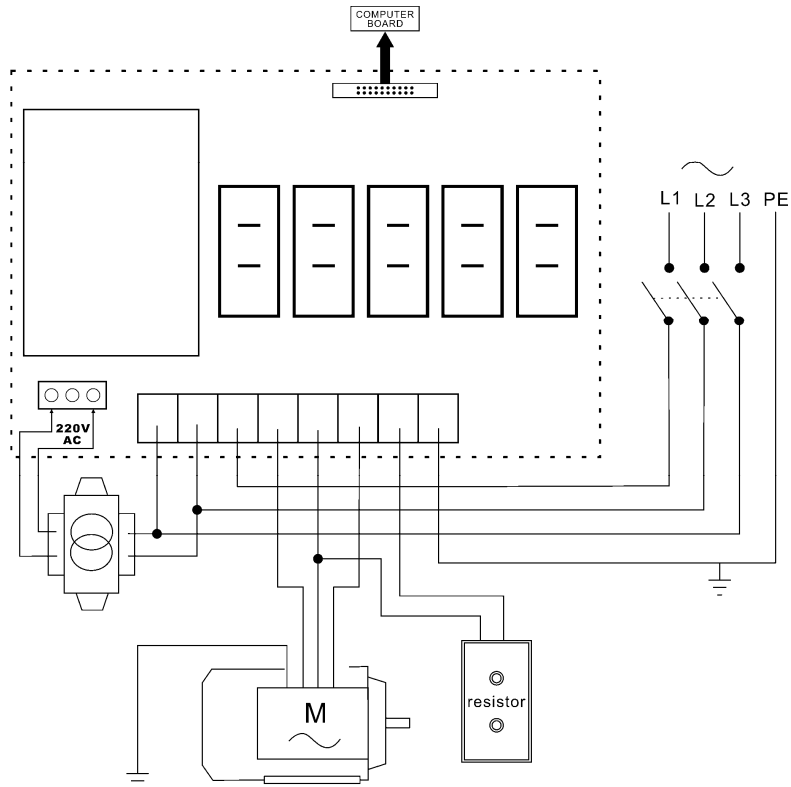 COMPUTER
BOARD
L1 L2 L3 PE
220V
AC
M
resistor